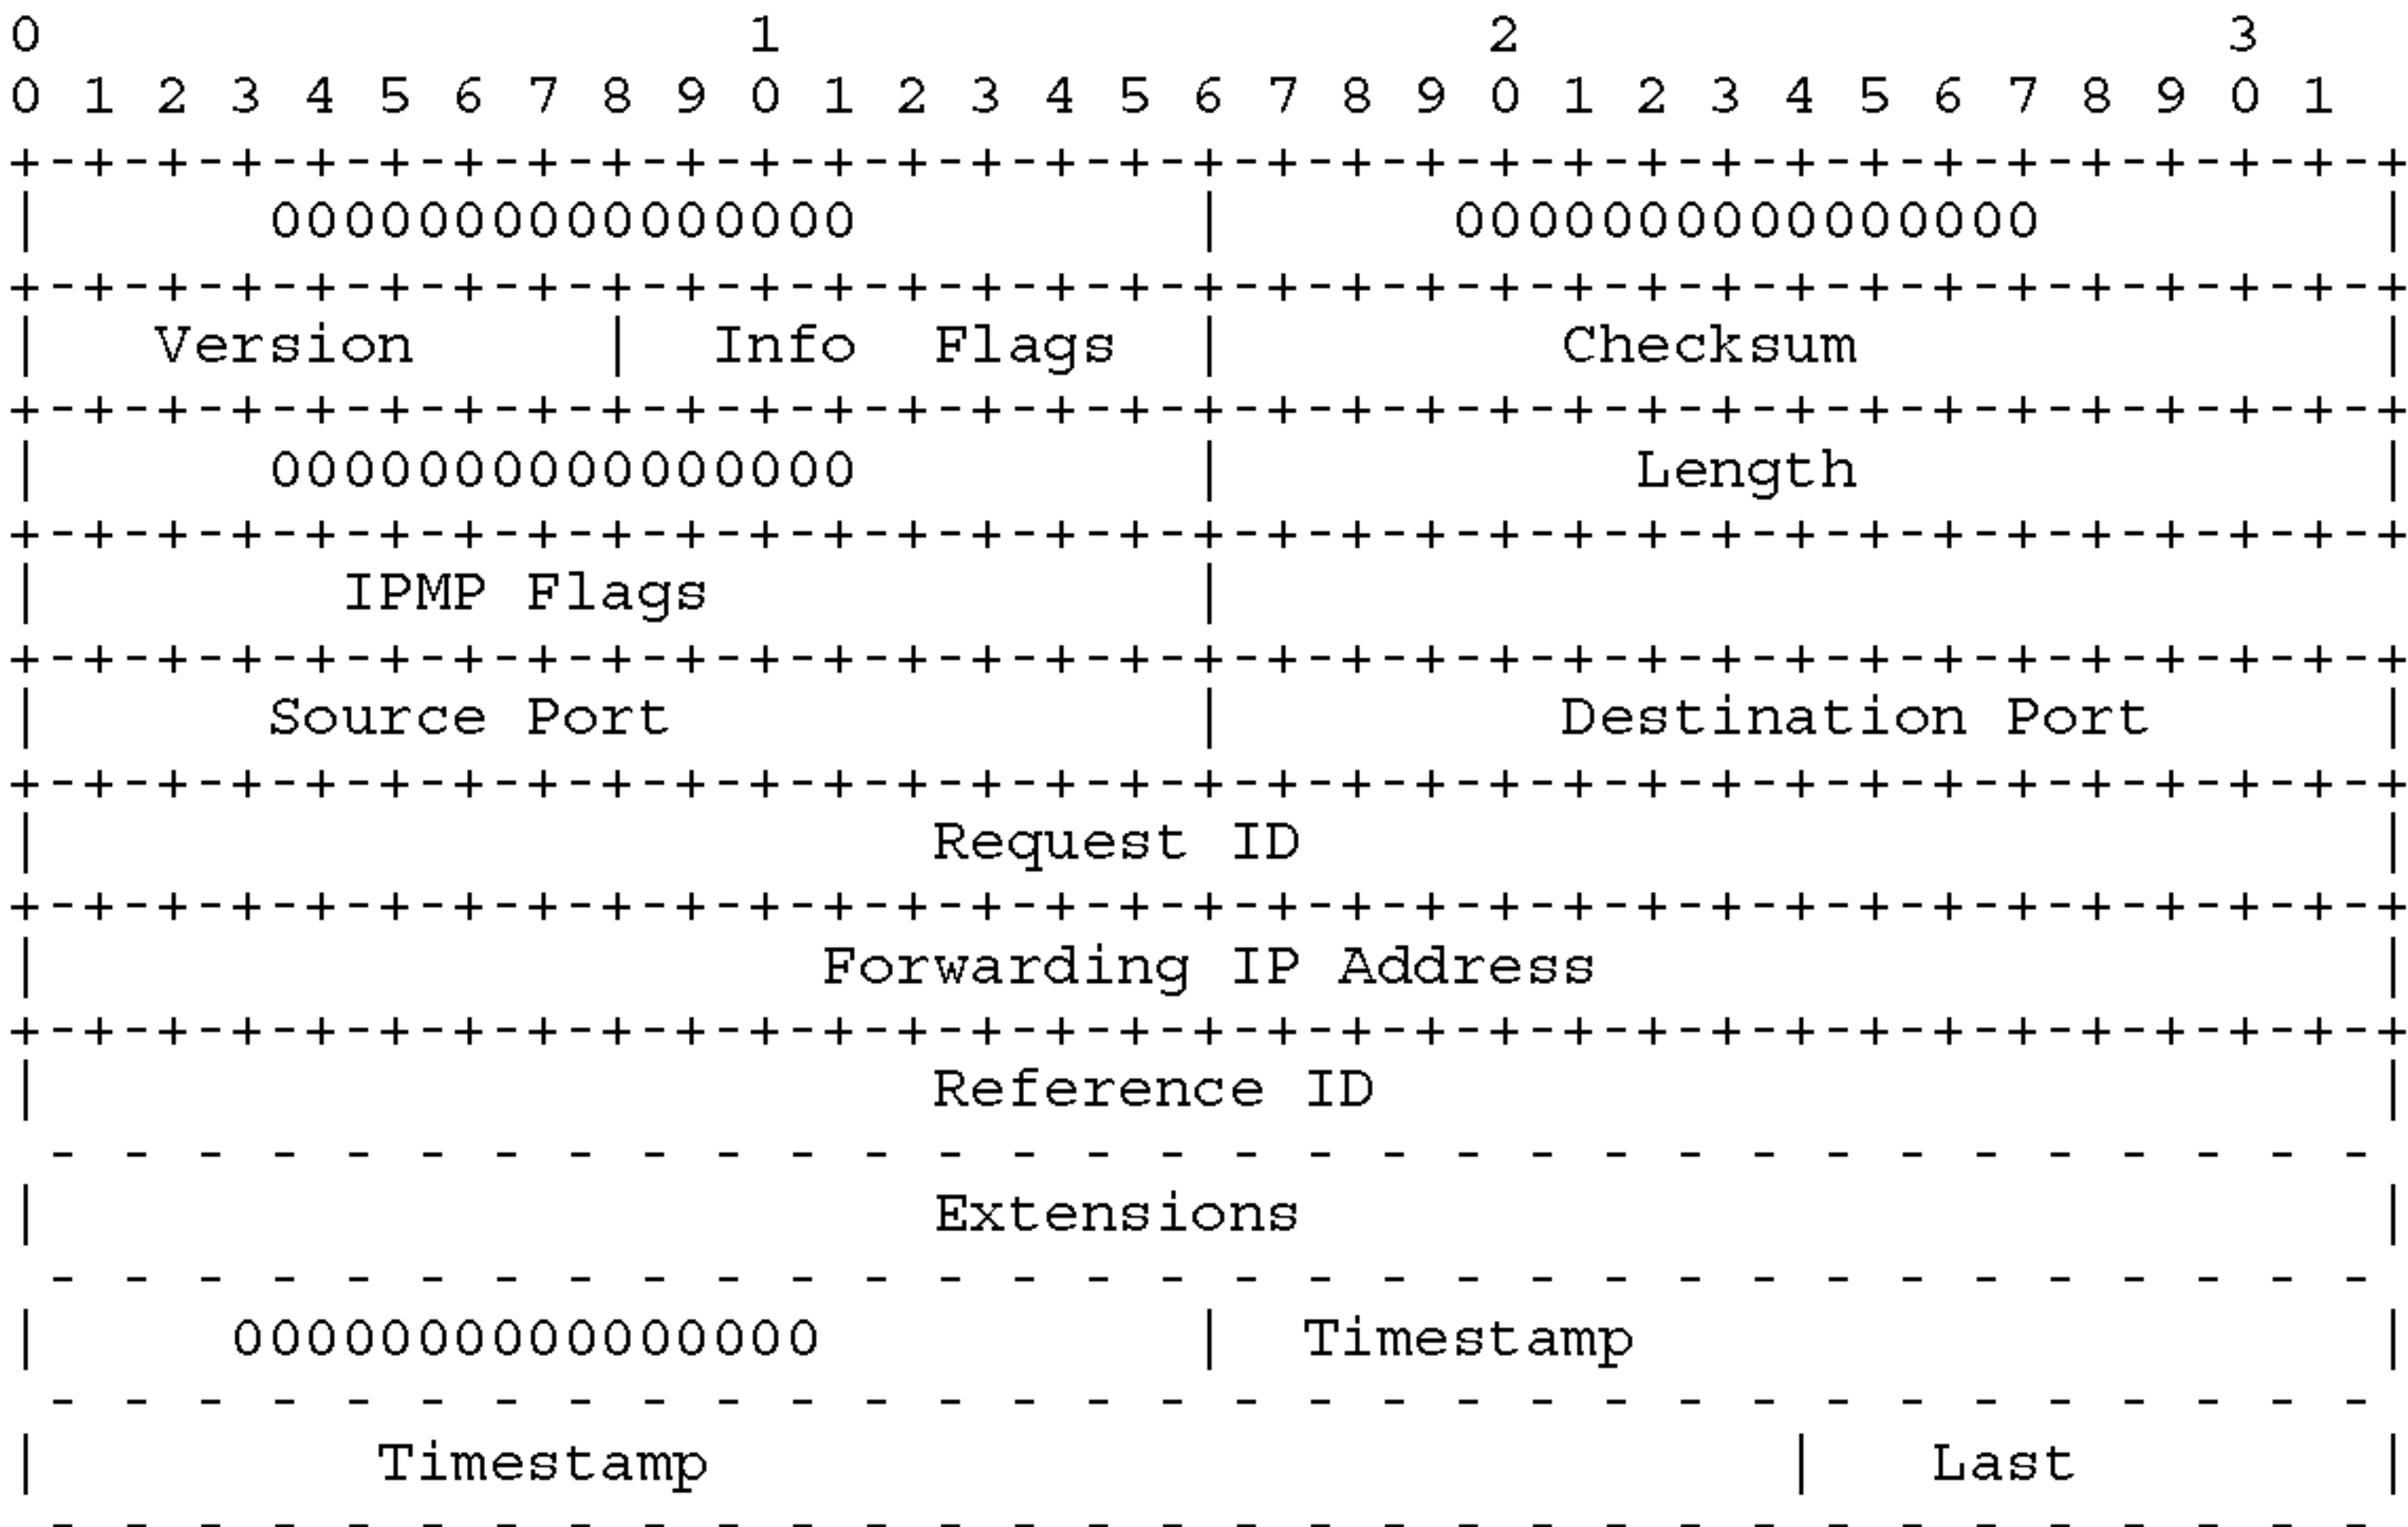 0 1 2 3
0 1 2 3 4 5 6 7 8 9 0 1 2 3 4 5 6 7 8 9 0 1 2 3 4 5 6 7 8 9 0 1
+-+-+-+-+-+-+-+-+-+-+-+-+-+-+-+-+-+-+-+-+-+-+-+-+-+-+-+-+-+-+-+-+
| 0000000000000000 | 0000000000000000 |
+-+-+-+-+-+-+-+-+-+-+-+-+-+-+-+-+-+-+-+-+-+-+-+-+-+-+-+-+-+-+-+-+
| Version | Info Flags | Checksum |
+-+-+-+-+-+-+-+-+-+-+-+-+-+-+-+-+-+-+-+-+-+-+-+-+-+-+-+-+-+-+-+-+
| 0000000000000000 | Length |
+-+-+-+-+-+-+-+-+-+-+-+-+-+-+-+-+-+-+-+-+-+-+-+-+-+-+-+-+-+-+-+-+
| IPMP Flags |
+-+-+-+-+-+-+-+-+-+-+-+-+-+-+-+-+-+-+-+-+-+-+-+-+-+-+-+-+-+-+-+-+
| Source Port | Destination Port |
+-+-+-+-+-+-+-+-+-+-+-+-+-+-+-+-+-+-+-+-+-+-+-+-+-+-+-+-+-+-+-+-+
| Request ID |
+-+-+-+-+-+-+-+-+-+-+-+-+-+-+-+-+-+-+-+-+-+-+-+-+-+-+-+-+-+-+-+-+
| Forwarding IP Address |
+-+-+-+-+-+-+-+-+-+-+-+-+-+-+-+-+-+-+-+-+-+-+-+-+-+-+-+-+-+-+-+-+
| Reference ID |
- - - - - - - - - - - - - - - - - - - - - - - - - - - - - - - -
| Extensions |
- - - - - - - - - - - - - - - - - - - - - - - - - - - - - - - -
| 0000000000000000 | Timestamp |
- - - - - - - - - - - - - - - - - - - - - - - - - - - - - - - -
| Timestamp | Last |
- - - - - - - - - - - - - - - - - - - - - - - - - - - - - - - -